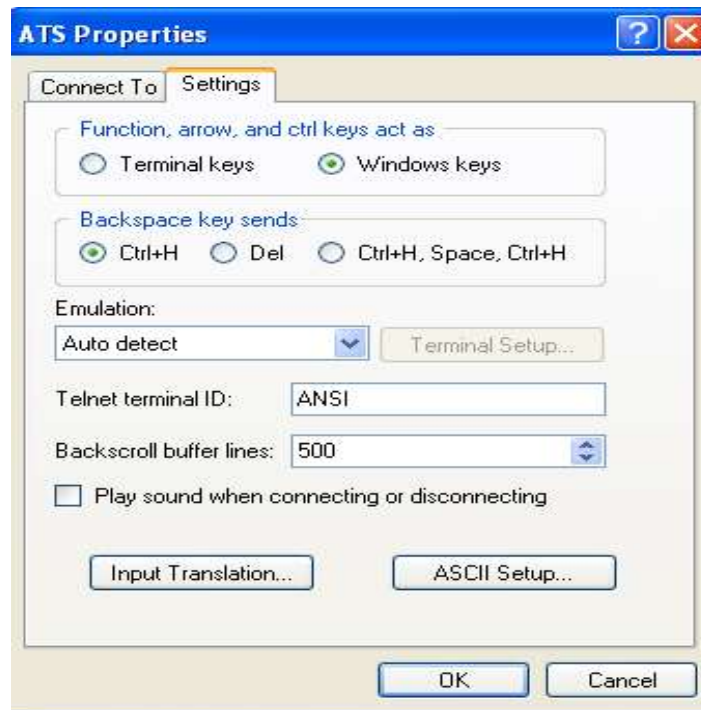 ATS Properties
Connect To Settings
Function, arrow, and ctrl keys act as
Terminal keys Windows keys
Backspace key sends
Ctrl+H Del Ctrl+H, Space, Ctrl+H
Emulation:
Auto detect Terminal Setup...
Telnet terminal ID: ANSI
Backscroll buffer lines: 500
Play sound when connecting or disconnecting
Input Translation... ASCII Setup...
OK Cancel